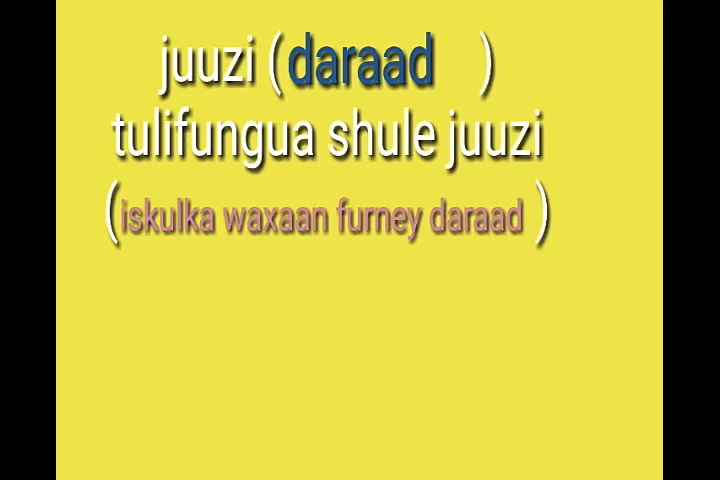 juuzi (daraad )
tulifungua shule juuzi
(iskulka waxaan furney daraad )